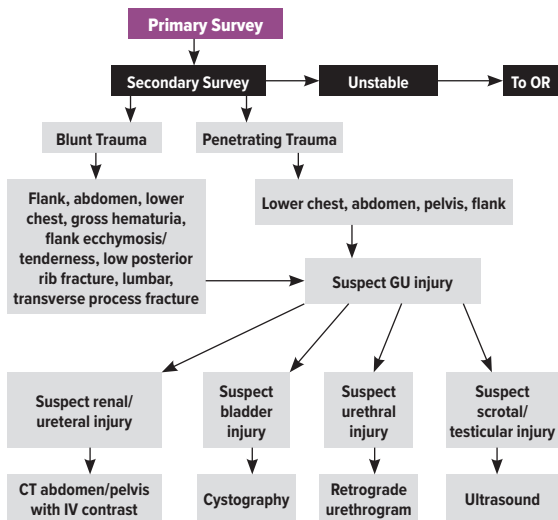 Primary Survey
Secondary Survey
Unstable
To OR
Blunt Trauma
Penetrating Trauma
Flank, abdomen, lower
chest, gross hematuria,
flank ecchymosis/
tenderness, low posterior
rib fracture, lumbar,
transverse process fracture
Lower chest, abdomen, pelvis, flank
Suspect GU injury
Suspect renal/
ureteral injury
Suspect
bladder
injury
Suspect
urethral
injury
Suspect
scrotal/
testicular injury
CT abdomen/pelvis
with IV contrast
Cystography
Retrograde
urethrogram
Ultrasound